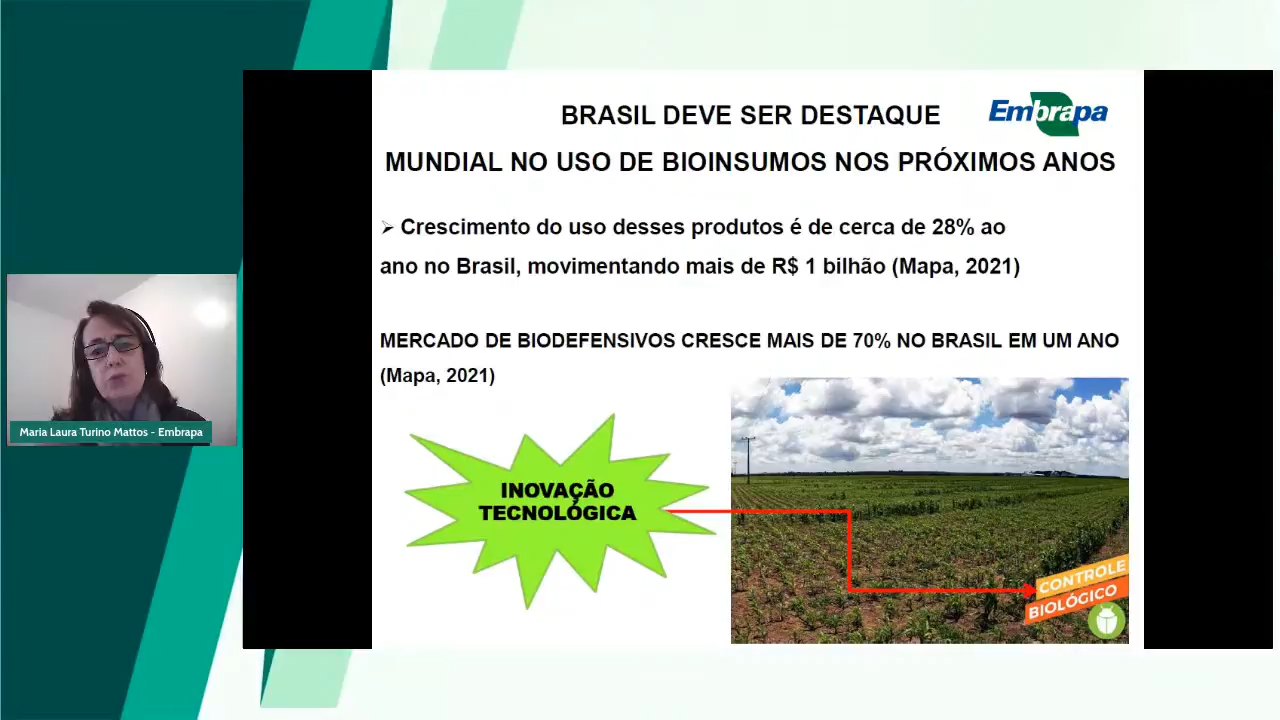 BRASIL DEVE SER DESTAQUE
Embrapa
MUNDIAL NO USO DE BIOINSUMOS NOS PRÓXIMOS ANOS
➢ Crescimento do uso desses produtos é de cerca de 28% ao
ano no Brasil, movimentando mais de R$ 1 bilhão (Mapa, 2021)
MERCADO DE BIODEFENSIVOS CRESCE MAIS DE 70% NO BRASIL EM UM ANO
(Mapa, 2021)
Maria Laura Turino Mattos - Embrapa
INOVAÇÃO
TECNOLÓGICA
CONTROLE
BIOLÓGICO